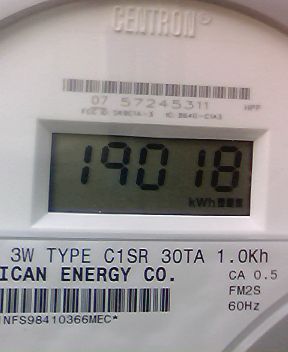 CENTRON
07 57245311
19018
kWh
3W TYPE C1SR 30TA 1.0Kh
ICAN ENERGY CO.
CA 0.5
FM2S
60Hz
INFS98410366MEC*